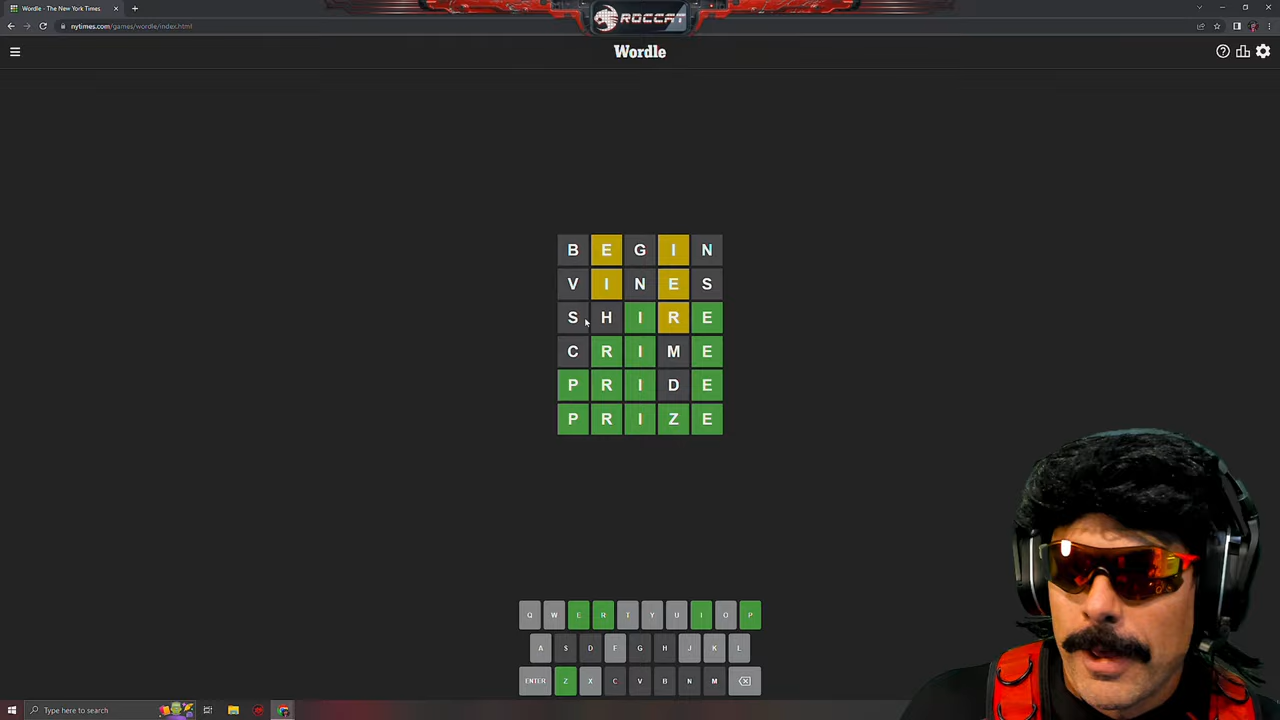 Wordle - The New York Times
nytimes.com/games/wordle/index.html
ROCCAT
Wordle
B E G I N
V I N E S
S H I R E
C R I M E
P R I D E
P R I Z E
Q W E R T Y U I O P
A S D F G H J K L
ENTER Z X C V B N M
Type here to search